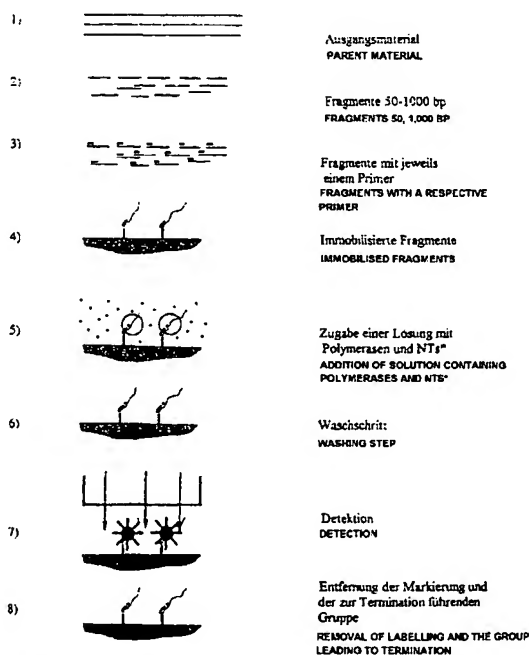 1)
Ausgangsmaterial
PARENT MATERIAL
2)
Fragmente 50-1000 bp
FRAGMENTS 50, 1,000 BP
3)
Fragmente mit jeweils
einem Primer
FRAGMENTS WITH A RESPECTIVE
PRIMER
4)
Immobilisierte Fragmente
IMMOBILISED FRAGMENTS
5)
Zugabe einer Lösung mit
Polymerasen und NTs*
ADDITION OF SOLUTION CONTAINING
POLYMERASES AND NTS*
6)
Waschschritt
WASHING STEP
7)
Detektion
DETECTION
8)
Entfernung der Markierung und
der zur Termination führenden
Gruppe
REMOVAL OF LABELLING AND THE GROUP
LEADING TO TERMINATION